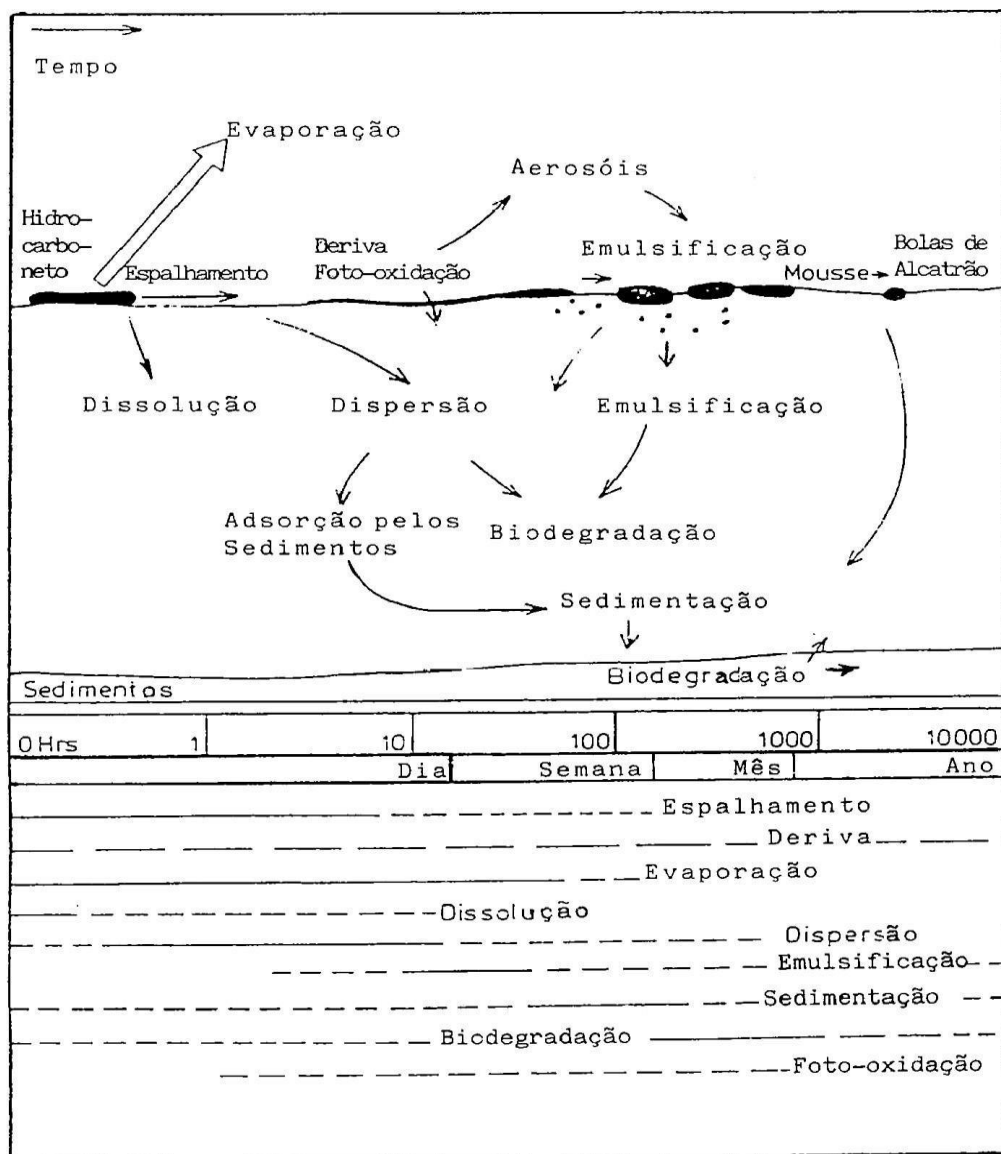 Tempo
Evaporação
Aerosóis
Hidro-
carbo-
neto
Espalhamento
Deriva
Foto-oxidação
Emulsificação
Mousse
Bolas de
Alcatrão
Dissolução
Dispersão
Emulsificação
Adsorção pelos
Sedimentos
Biodegradação
Sedimentação
Biodegradação
Sedimentos
0 Hrs 1 10 100 1000 10000
Dia Semana Mês Ano
Espalhamento
Deriva
Evaporação
Dissolução
Dispersão
Emulsificação
Sedimentação
Biodegradação
Foto-oxidação